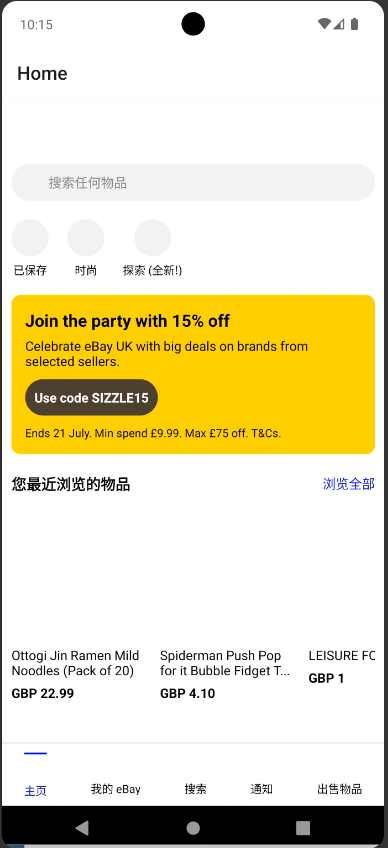 10:15
Home
搜索任何物品
已保存
时尚
探索 (全新!)
Join the party with 15% off
Celebrate eBay UK with big deals on brands from
selected sellers.
Use code SIZZLE15
Ends 21 July. Min spend £9.99. Max £75 off. T&Cs.
您最近浏览的物品
浏览全部
Ottogi Jin Ramen Mild
Noodles (Pack of 20)
GBP 22.99
Spiderman Push Pop
for it Bubble Fidget T...
GBP 4.10
LEISURE FC
GBP 1
主页
我的 eBay
搜索
通知
出售物品